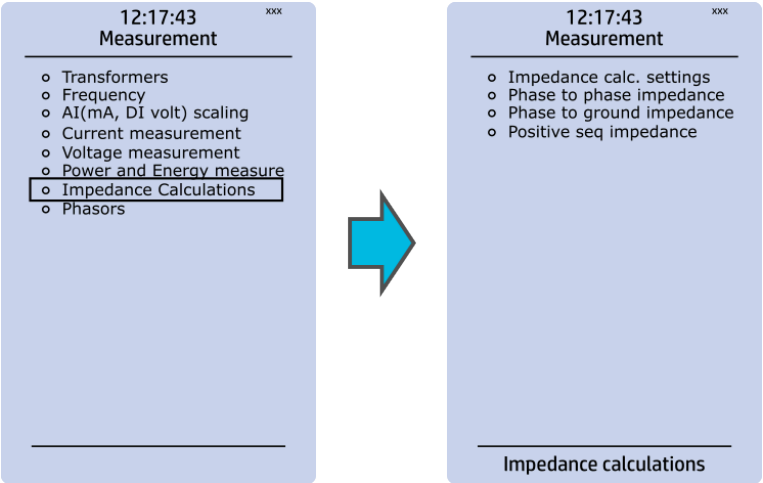 12:17:43
xxx
Measurement
Transformers
Frequency
AI(mA, DI volt) scaling
Current measurement
Voltage measurement
Power and Energy measure
Impedance Calculations
Phasors
12:17:43
xxx
Measurement
Impedance calc. settings
Phase to phase impedance
Phase to ground impedance
Positive seq impedance
Impedance calculations